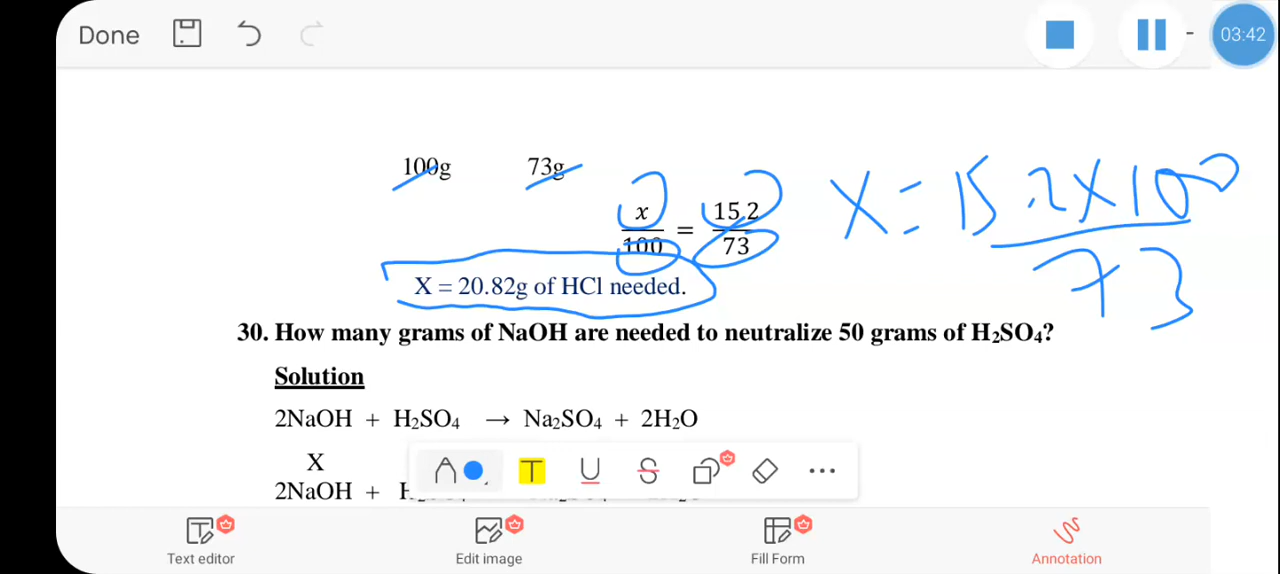 Done
03:42
100g 73g
x/100 = 15.2/73
X = 15.2 X 100 / 73
X = 20.82g of HCl needed.
30. How many grams of NaOH are needed to neutralize 50 grams of H₂SO₄?
Solution
2NaOH + H₂SO₄ → Na₂SO₄ + 2H₂O
X
2NaOH +
T U S
Text editor Edit image Fill Form Annotation